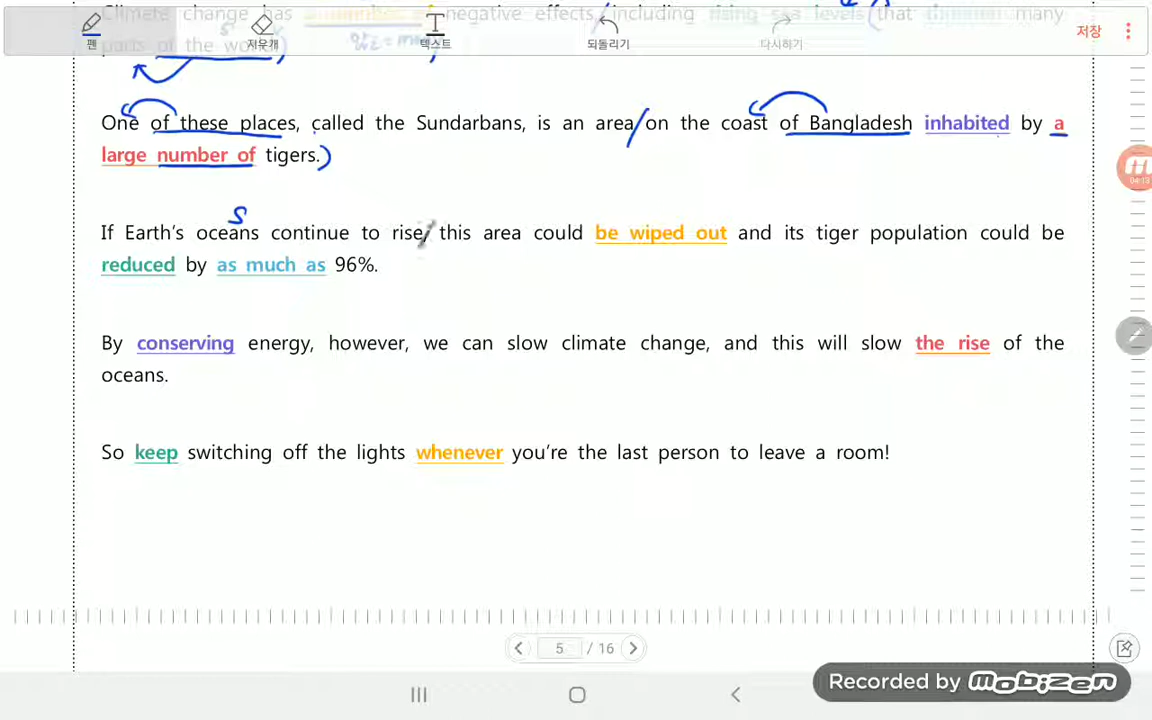 Climate change has negative effects including rising sea levels that many
parts of the world
펜
지우개
텍스트
되돌리기
다시하기
저장
S
One of these places, called the Sundarbans, is an area on the coast of Bangladesh inhabited by a
large number of tigers.
04:13
S
If Earth's oceans continue to rise, this area could be wiped out and its tiger population could be
reduced by as much as 96%.
By conserving energy, however, we can slow climate change, and this will slow the rise of the
oceans.
So keep switching off the lights whenever you're the last person to leave a room!
5 / 16
Recorded by mobizen